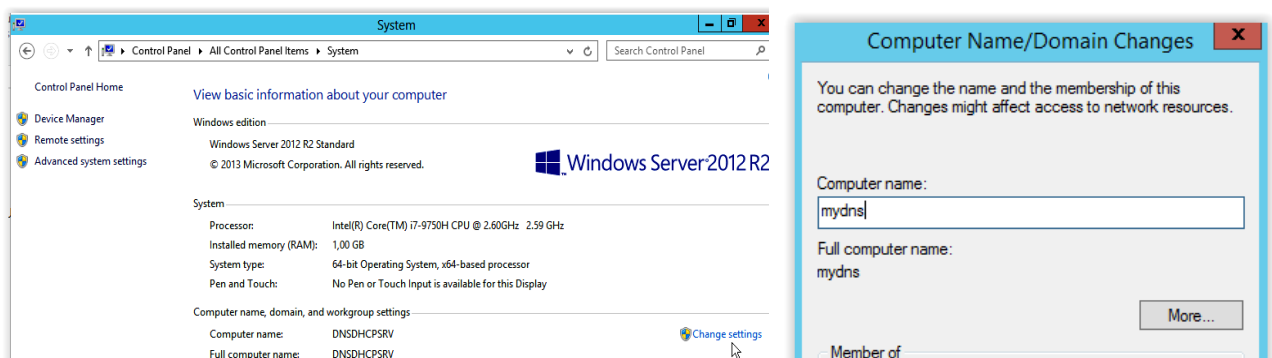 System
Control Panel ▸ All Control Panel Items ▸ System
Search Control Panel
Control Panel Home
Device Manager
Remote settings
Advanced system settings
View basic information about your computer
Windows edition
Windows Server 2012 R2 Standard
© 2013 Microsoft Corporation. All rights reserved.
Windows Server 2012 R2
System
Processor: Intel(R) Core(TM) i7-9750H CPU @ 2.60GHz 2.59 GHz
Installed memory (RAM): 1,00 GB
System type: 64-bit Operating System, x64-based processor
Pen and Touch: No Pen or Touch Input is available for this Display
Computer name, domain, and workgroup settings
Computer name: DNSDHCPSRV
Change settings
Full computer name: DNSDHCPSRV
Computer Name/Domain Changes
You can change the name and the membership of this
computer. Changes might affect access to network resources.
Computer name:
mydns
Full computer name:
mydns
More...
Member of